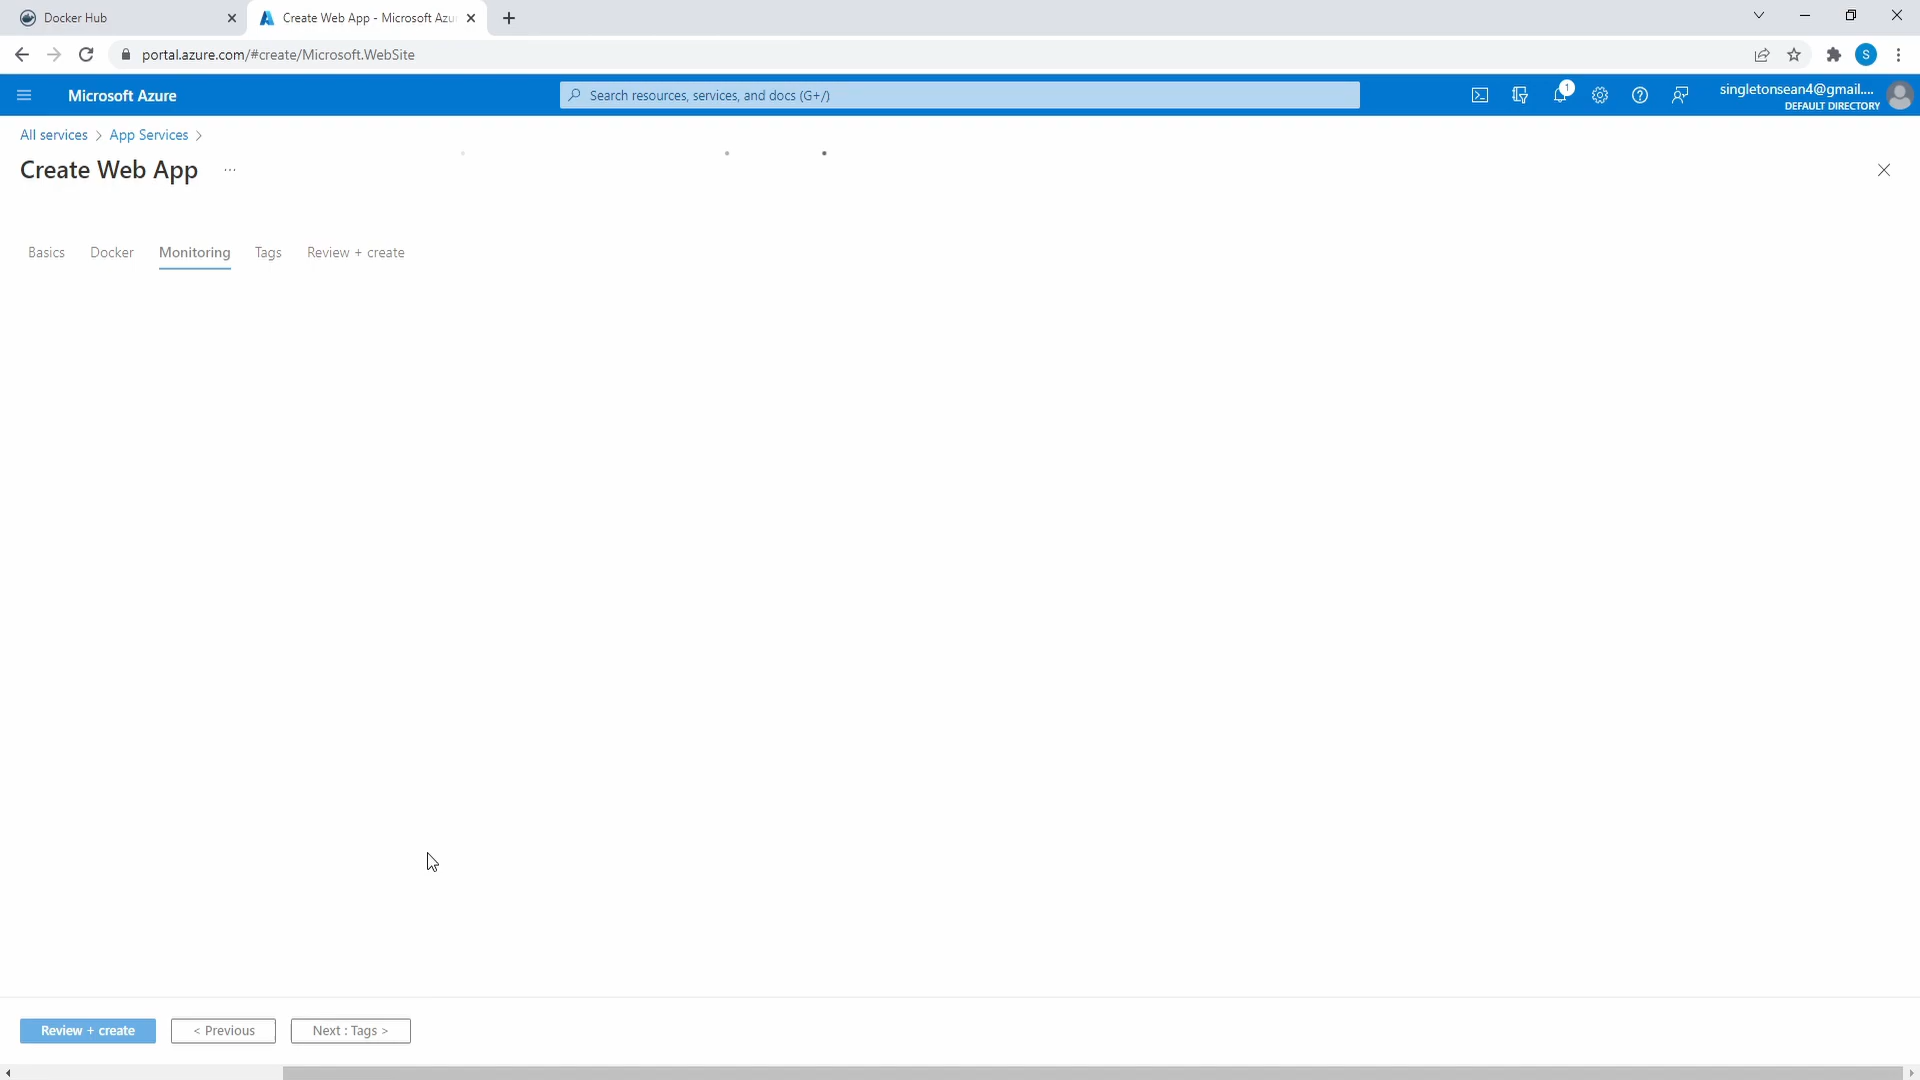 Docker Hub
Create Web App - Microsoft Azu
portal.azure.com/#create/Microsoft.WebSite
S
Microsoft Azure
Search resources, services, and docs (G+/)
1
singletonsean4@gmail....
DEFAULT DIRECTORY
All services > App Services >
Create Web App ...
Basics Docker Monitoring Tags Review + create
Review + create
< Previous
Next : Tags >